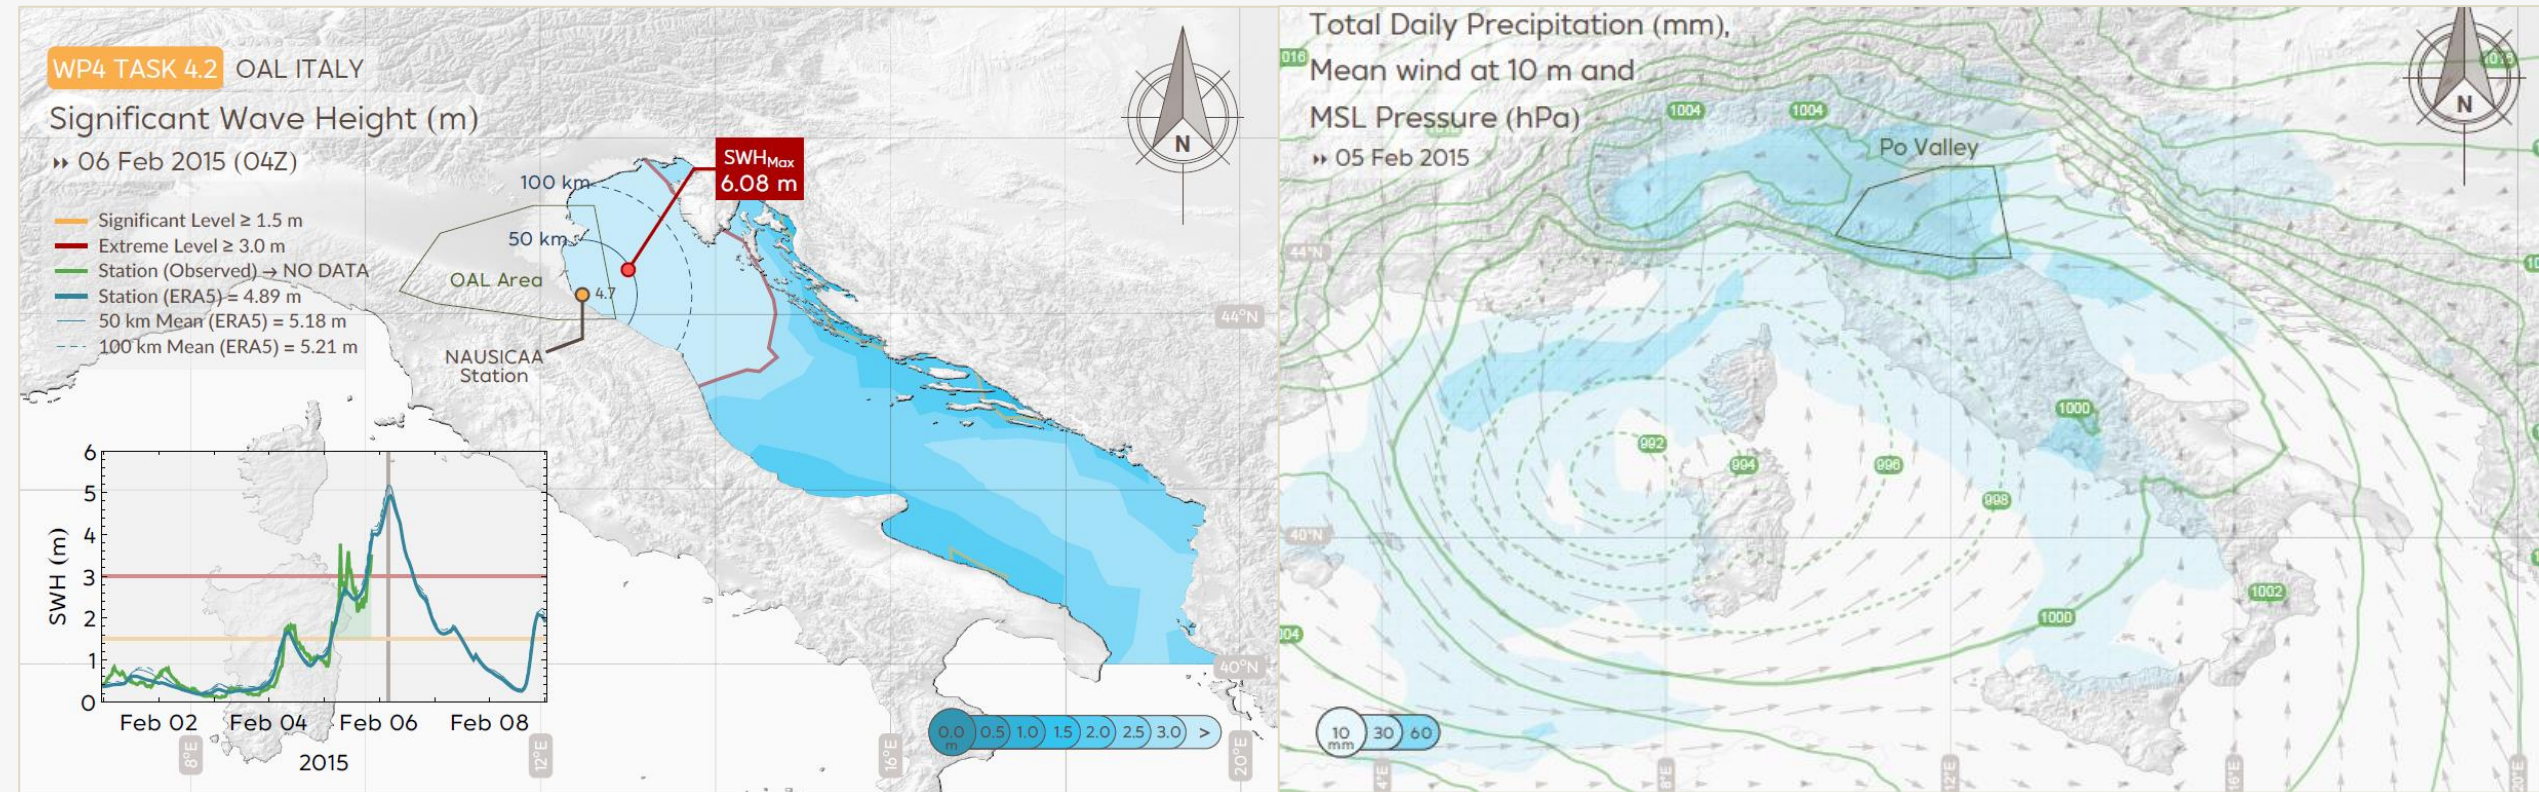 WP4 TASK 4.2 OAL ITALY
Significant Wave Height (m)
06 Feb 2015 (04Z)
Significant Level ≥ 1.5 m
Extreme Level ≥ 3.0 m
Station (Observed) → NO DATA
Station (ERA5) = 4.89 m
50 km Mean (ERA5) = 5.18 m
100 km Mean (ERA5) = 5.21 m
SWHMax
6.08 m
N
100 km
50 km
OAL Area
4.7
NAUSICAA
Station
44°N
40°N
6
5
4
3
2
1
0
SWH (m)
Feb 02 Feb 04 Feb 06 Feb 08
2015
8°E
12°E
16°E
20°E
0.0 0.5 1.0 1.5 2.0 2.5 3.0 >
m
Total Daily Precipitation (mm),
Mean wind at 10 m and
MSL Pressure (hPa)
05 Feb 2015
N
Po Valley
1004
1004
44°N
1000
992
994
996
998
40°N
1002
1000
10 30 60
mm
4°E
8°E
12°E
16°E
20°E